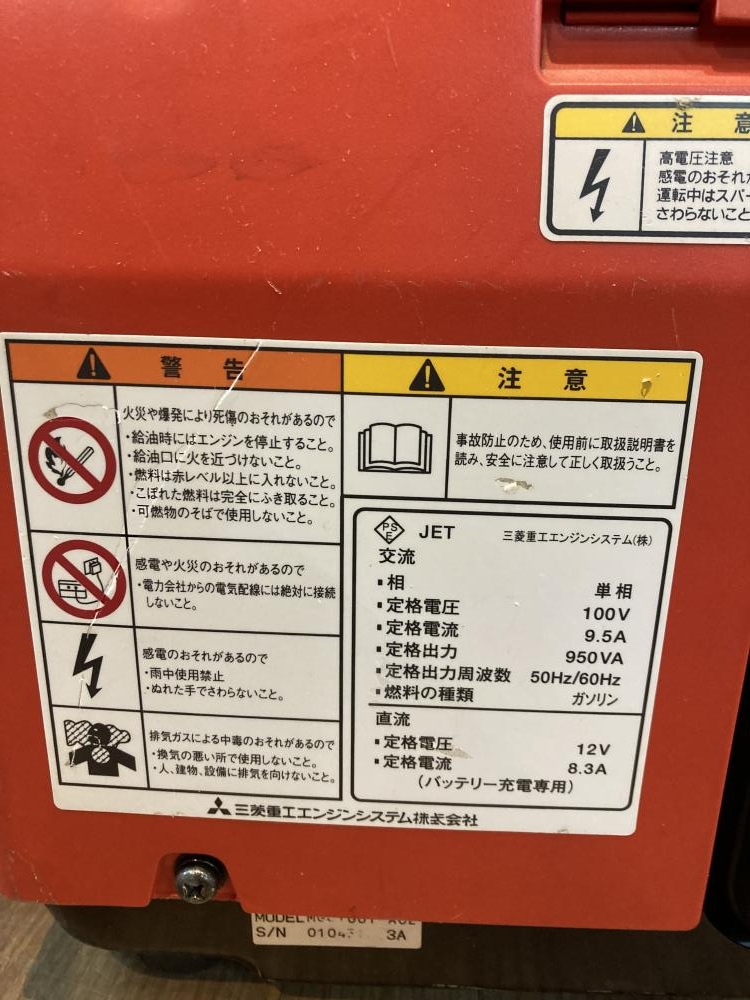 注 意
高電圧注意
感電のおそれが
運転中はスパー
さわらないこと
警 告
火災や爆発により死傷のおそれがあるので
・給油時にはエンジンを停止すること。
・給油口に火を近づけないこと。
・燃料は赤レベル以上に入れないこと。
・こぼれた燃料は完全にふき取ること。
・可燃物のそばで使用しないこと。
感電や火災のおそれがあるので
・電力会社からの電気配線には絶対に接続
しないこと。
感電のおそれがあるので
・雨中使用禁止
・ぬれた手でさわらないこと。
排気ガスによる中毒のおそれがあるので
・換気の悪い所で使用しないこと。
・人、建物、設備に排気を向けないこと。
注 意
事故防止のため、使用前に取扱説明書を
読み、安全に注意して正しく取扱うこと。
PSE JET 三菱重工エンジンシステム(株)
交流
・相 単相
・定格電圧 100V
・定格電流 9.5A
・定格出力 950VA
・定格出力周波数 50Hz/60Hz
・燃料の種類 ガソリン
直流
・定格電圧 12V
・定格電流 8.3A
(バッテリー充電専用)
三菱重工エンジンシステム株式会社
MODEL
S/N 0104 3A